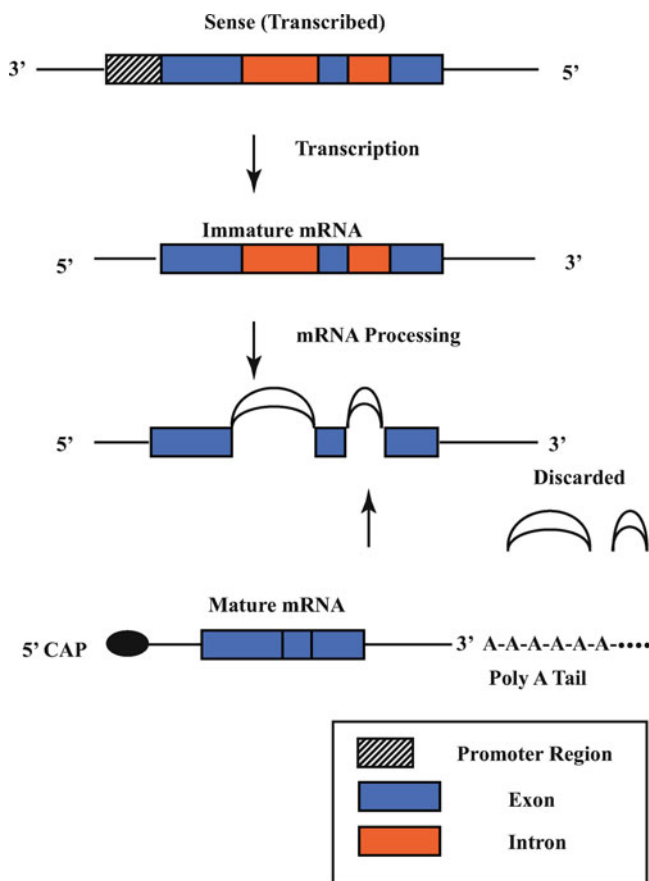 Sense (Transcribed)
3’ 5’
Transcription
Immature mRNA
5’ 3’
mRNA Processing
5’ 3’
Discarded
Mature mRNA
5’ CAP 3’ A-A-A-A-A-A-••••
Poly A Tail
Promoter Region
Exon
Intron